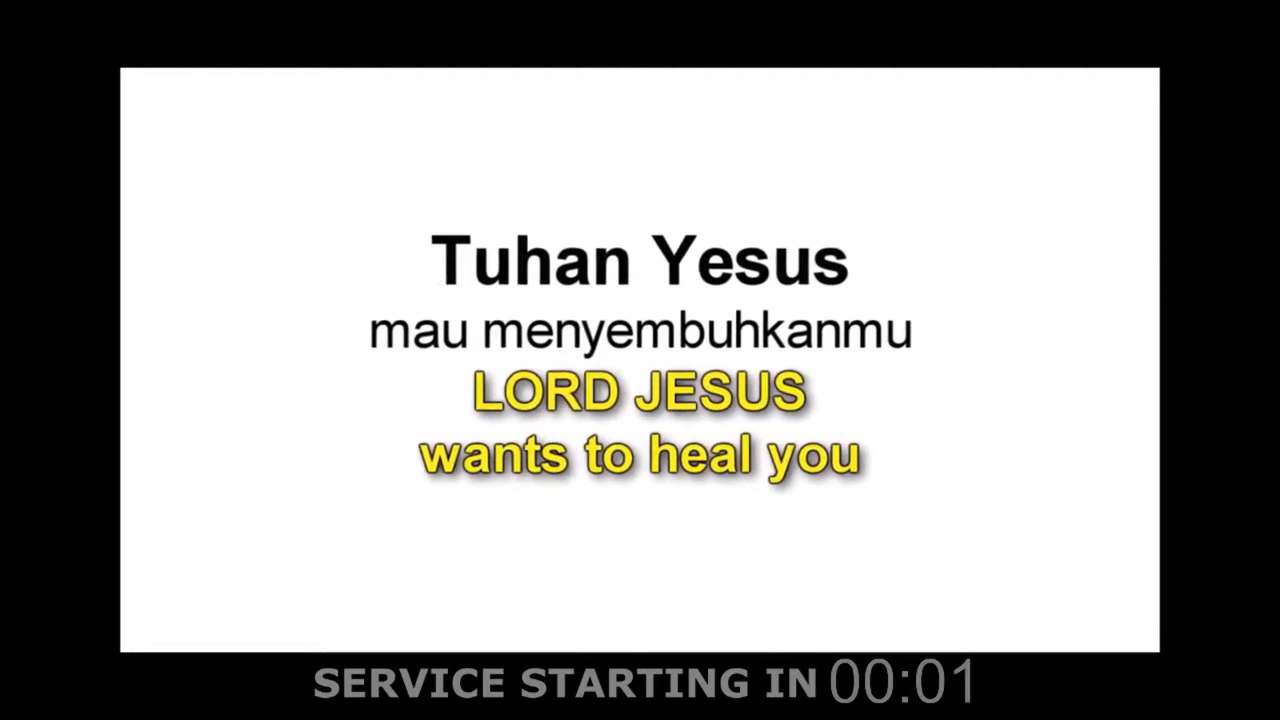 Tuhan Yesus
mau menyembuhkanmu
LORD JESUS
wants to heal you
SERVICE STARTING IN 00:01